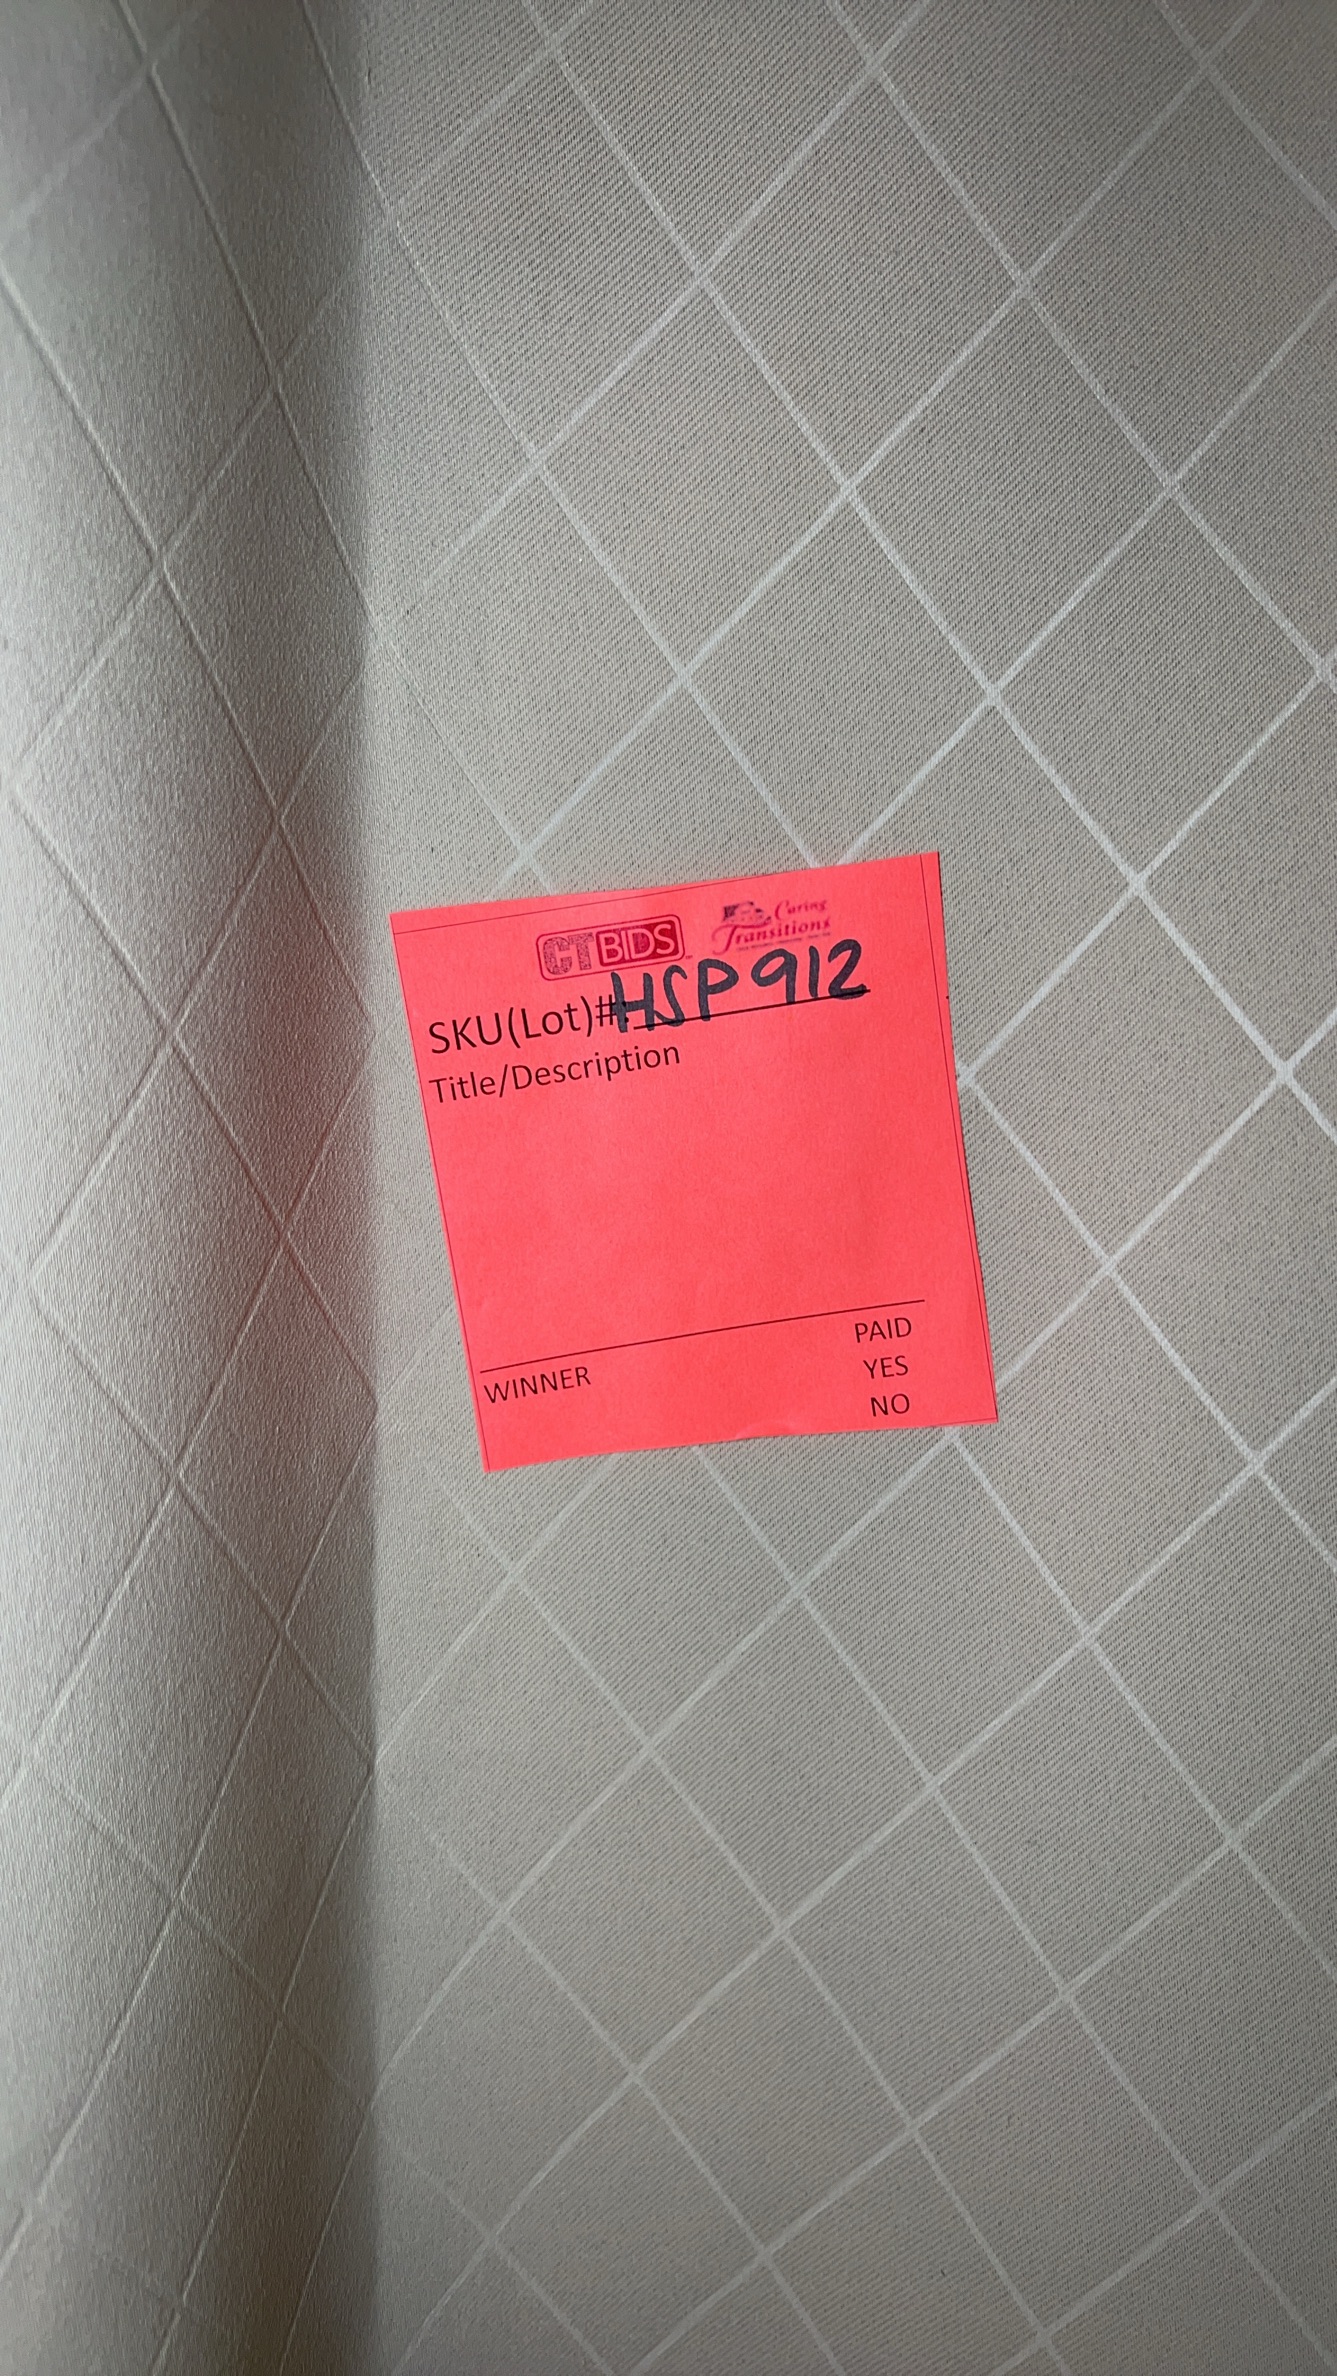 CTBIDS
Caring
Transitions
SKU(Lot)#: HSP912
Title/Description
PAID
WINNER YES
NO